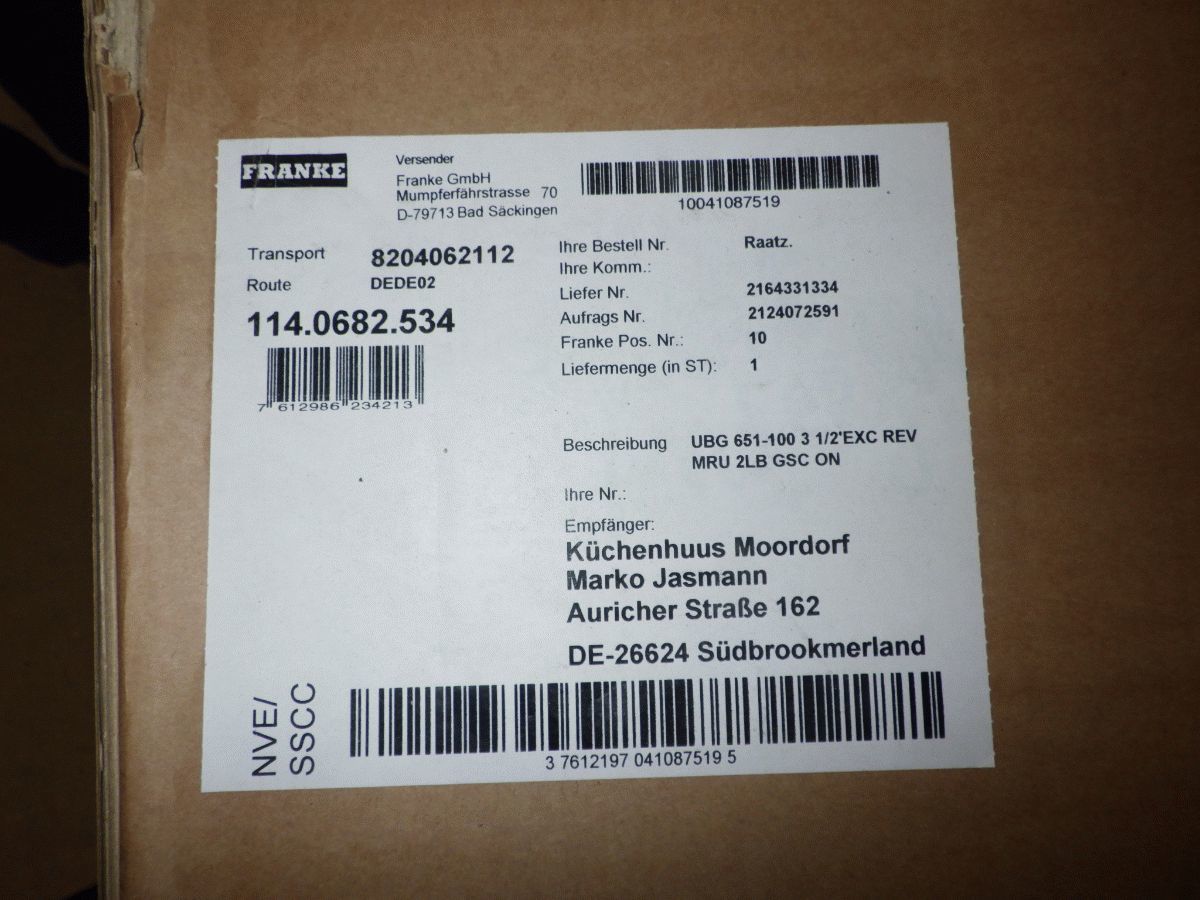 FRANKE
Versender
Franke GmbH
Mumpferfährstrasse 70
D-79713 Bad Säckingen
10041087519
Transport 8204062112
Route DEDE02
114.0682.534
7 612986 234213
Ihre Bestell Nr. Raatz.
Ihre Komm.:
Liefer Nr. 2164331334
Aufrags Nr. 2124072591
Franke Pos. Nr.: 10
Liefermenge (in ST): 1
Beschreibung UBG 651-100 3 1/2'EXC REV
MRU 2LB GSC ON
Ihre Nr.:
Empfänger:
Küchenhuus Moordorf
Marko Jasmann
Auricher Straße 162
DE-26624 Südbrookmerland
NVE/
SSCC
3 7612197 041087519 5